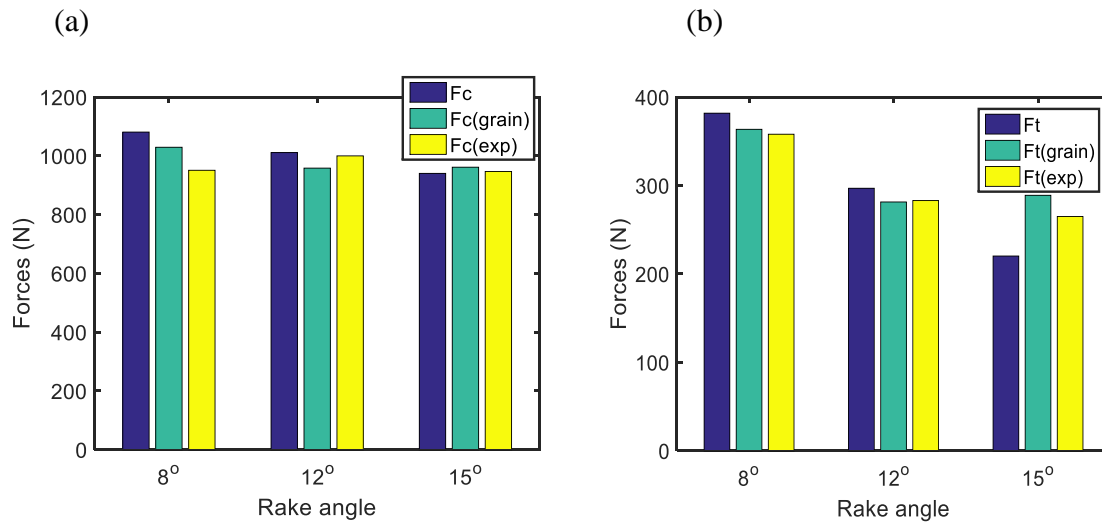 (a)
1200
1000
800
600
400
200
0
Forces (N)
8º
12º
15º
Rake angle
Fc
Fc(grain)
Fc(exp)
(b)
400
300
200
100
0
Forces (N)
8º
12º
15º
Rake angle
Ft
Ft(grain)
Ft(exp)